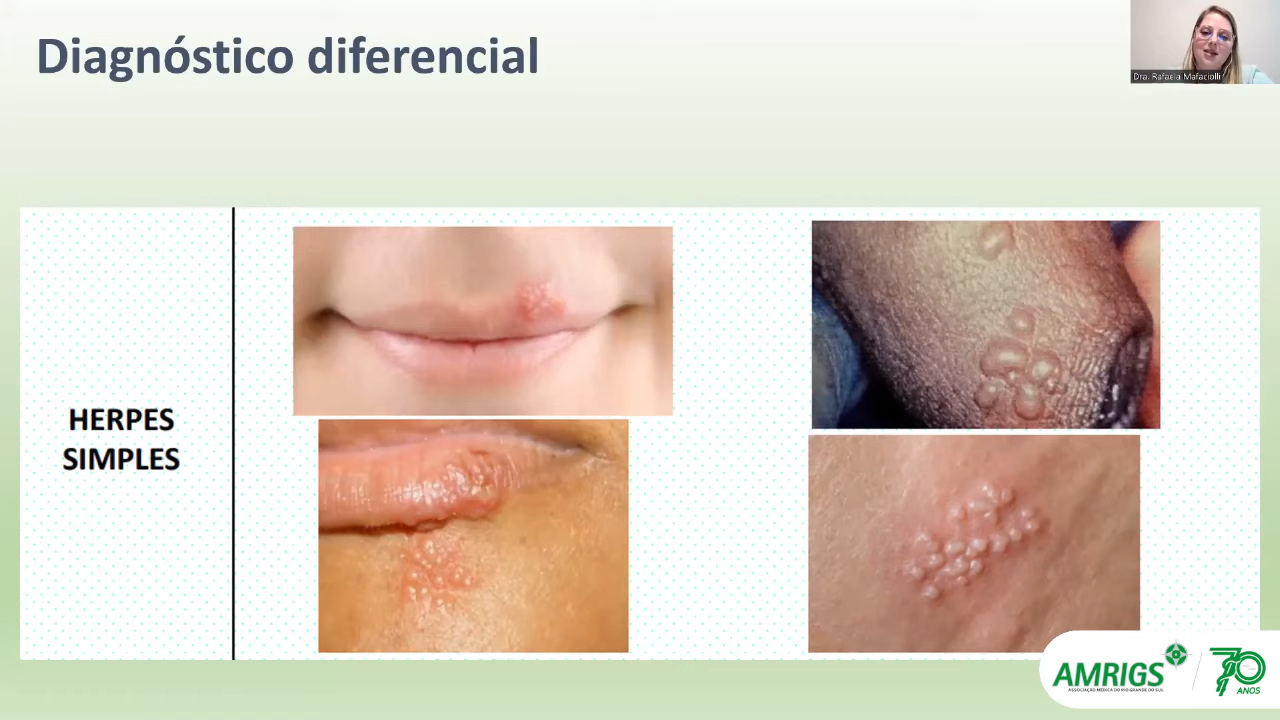 Diagnóstico diferencial
Dra. Rafaela Mafaciolli
HERPES
SIMPLES
AMRIGS
ASSOCIAÇÃO MÉDICA DO RIO GRANDE DO SUL
70
ANOS